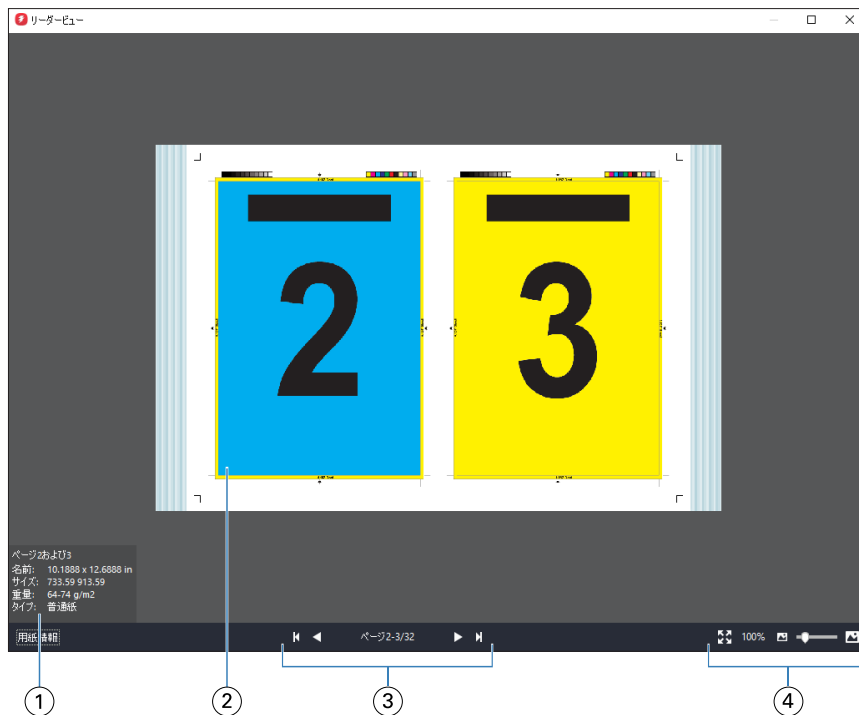 リーダービュー
2
3
ページ2および3
名前: 10.1888 x 12.6888 in
サイズ: 733.59 913.59
重量: 64-74 g/m2
タイプ: 普通紙
用紙情報
ページ2-3/32
100%
1
2
3
4